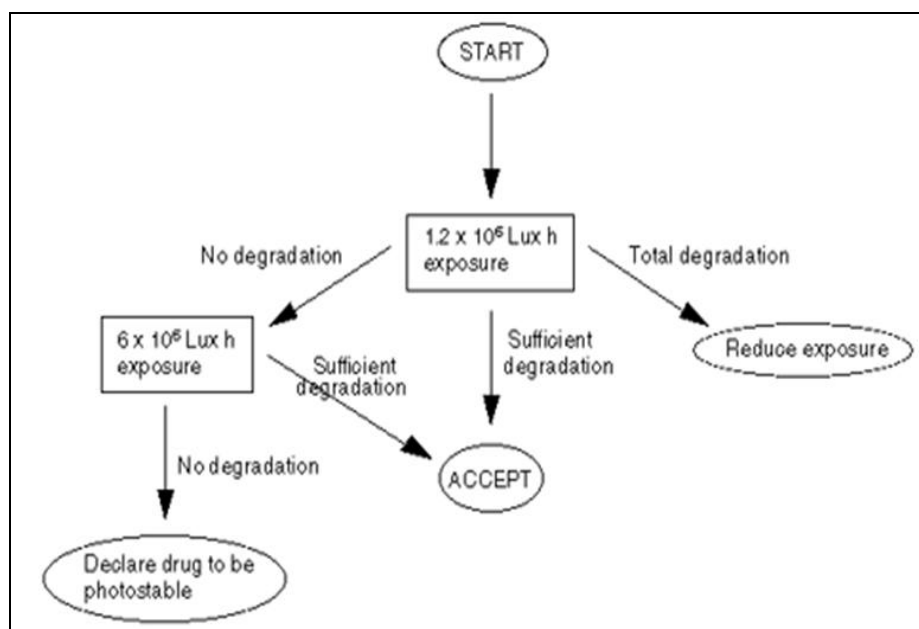 START
1.2 x 10⁶ Lux h
exposure
No degradation
Total degradation
6 x 10⁶ Lux h
exposure
Sufficient
degradation
Sufficient
degradation
Reduce exposure
No degradation
ACCEPT
Declare drug to be
photostable